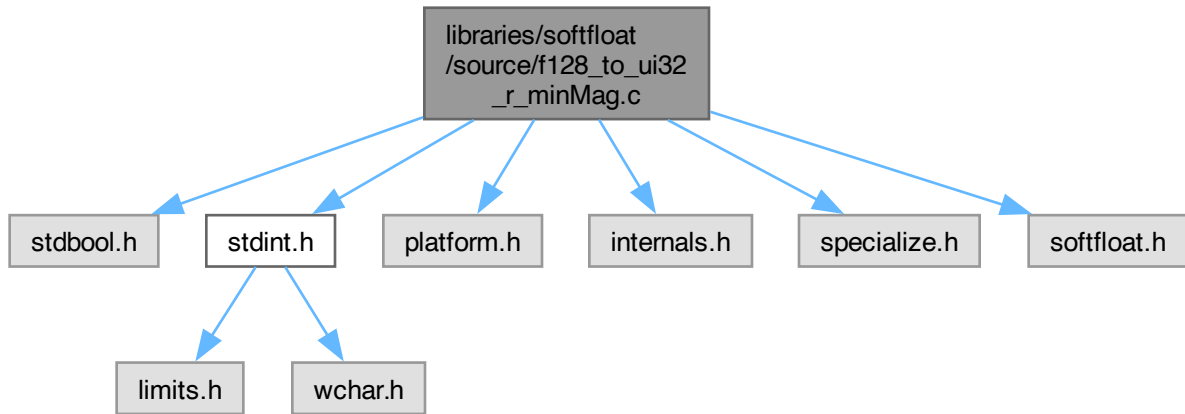 libraries/softfloat
/source/f128_to_ui32
_r_minMag.c
stdbool.h
stdint.h
platform.h
internals.h
specialize.h
softfloat.h
limits.h
wchar.h